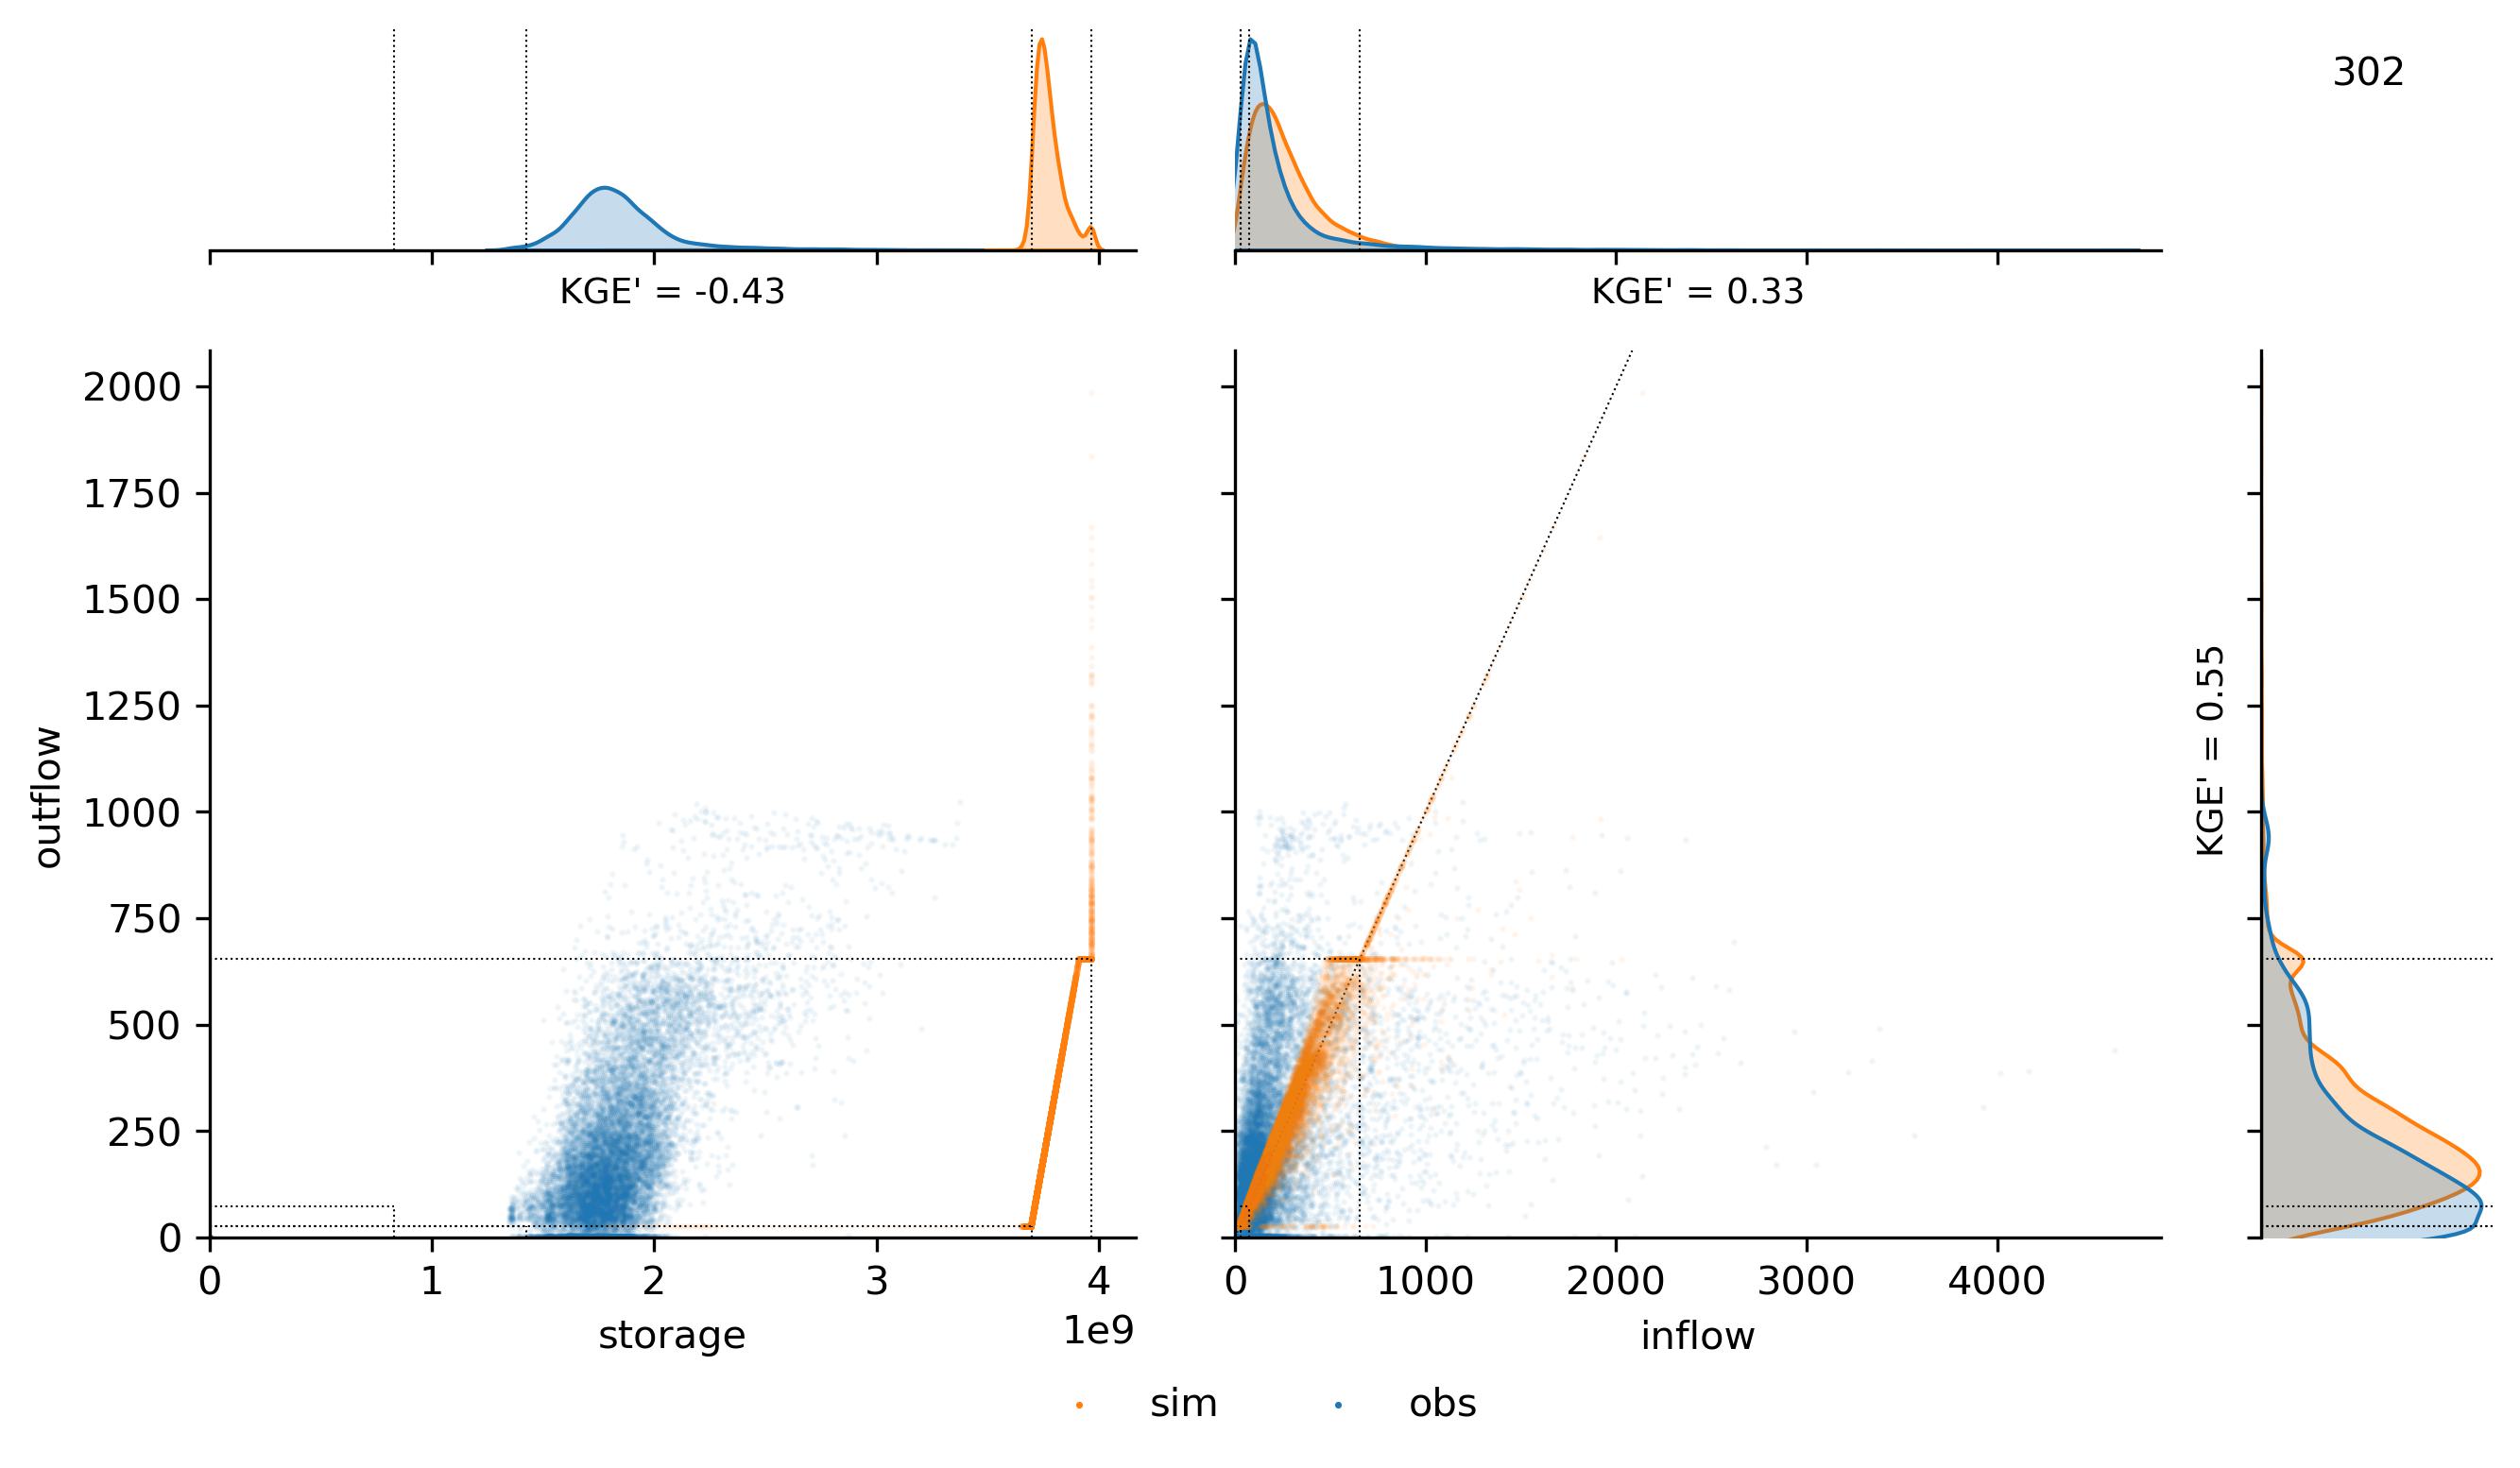 302
KGE' = -0.43
KGE' = 0.33
2000
1750
1500
1250
1000
750
500
250
0
outflow
KGE' = 0.55
0 1 2 3 4
0 1000 2000 3000 4000
1e9
storage
inflow
sim obs